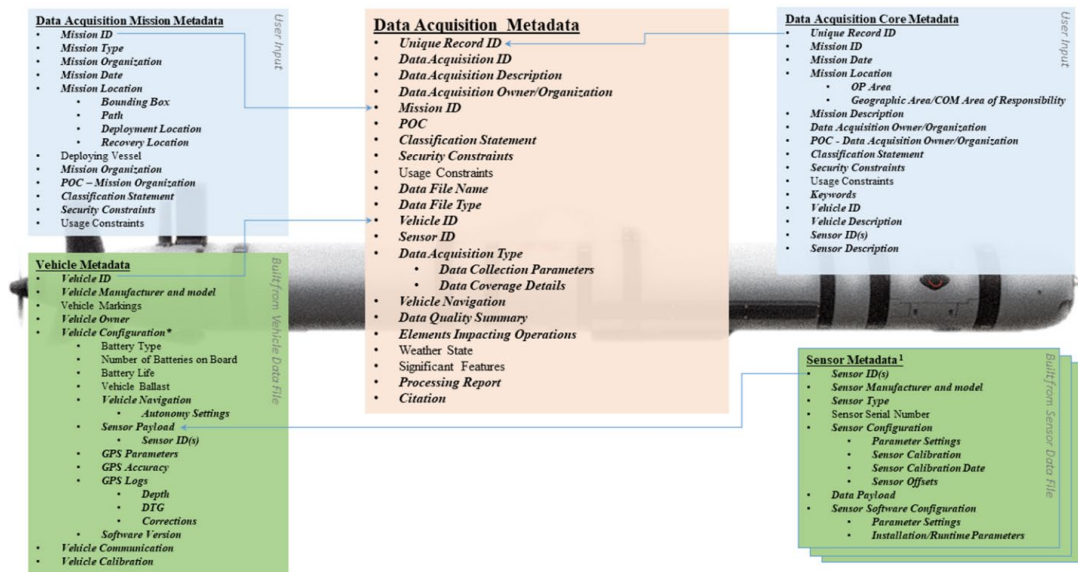 Data Acquisition Mission Metadata
• Mission ID
• Mission Type
• Mission Organization
• Mission Date
• Mission Location
• Bounding Box
• Path
• Deployment Location
• Recovery Location
• Deploying Vessel
• Mission Organization
• POC – Mission Organization
• Classification Statement
• Security Constraints
• Usage Constraints
User Input
Vehicle Metadata
• Vehicle ID
• Vehicle Manufacturer and model
• Vehicle Markings
• Vehicle Owner
• Vehicle Configuration*
• Battery Type
• Number of Batteries on Board
• Battery Life
• Vehicle Ballast
• Vehicle Navigation
• Autonomy Settings
• Sensor Payload
• Sensor ID(s)
• GPS Parameters
• GPS Accuracy
• GPS Logs
• Depth
• DTG
• Corrections
• Software Version
• Vehicle Communication
• Vehicle Calibration
Built from Vehicle Data File
Data Acquisition Metadata
• Unique Record ID
• Data Acquisition ID
• Data Acquisition Description
• Data Acquisition Owner/Organization
• Mission ID
• POC
• Classification Statement
• Security Constraints
• Usage Constraints
• Data File Name
• Data File Type
• Vehicle ID
• Sensor ID
• Data Acquisition Type
• Data Collection Parameters
• Data Coverage Details
• Vehicle Navigation
• Data Quality Summary
• Elements Impacting Operations
• Weather State
• Significant Features
• Processing Report
• Citation
Data Acquisition Core Metadata
• Unique Record ID
• Mission ID
• Mission Date
• Mission Location
• OP Area
• Geographic Area/COM Area of Responsibility
• Mission Description
• Data Acquisition Owner/Organization
• POC - Data Acquisition Owner/Organization
• Classification Statement
• Security Constraints
• Usage Constraints
• Keywords
• Vehicle ID
• Vehicle Description
• Sensor ID(s)
• Sensor Description
User Input
Sensor Metadata¹
• Sensor ID(s)
• Sensor Manufacturer and model
• Sensor Type
• Sensor Serial Number
• Sensor Configuration
• Parameter Settings
• Sensor Calibration
• Sensor Calibration Date
• Sensor Offsets
• Data Payload
• Sensor Software Configuration
• Parameter Settings
• Installation/Runtime Parameters
Built from Sensor Data File